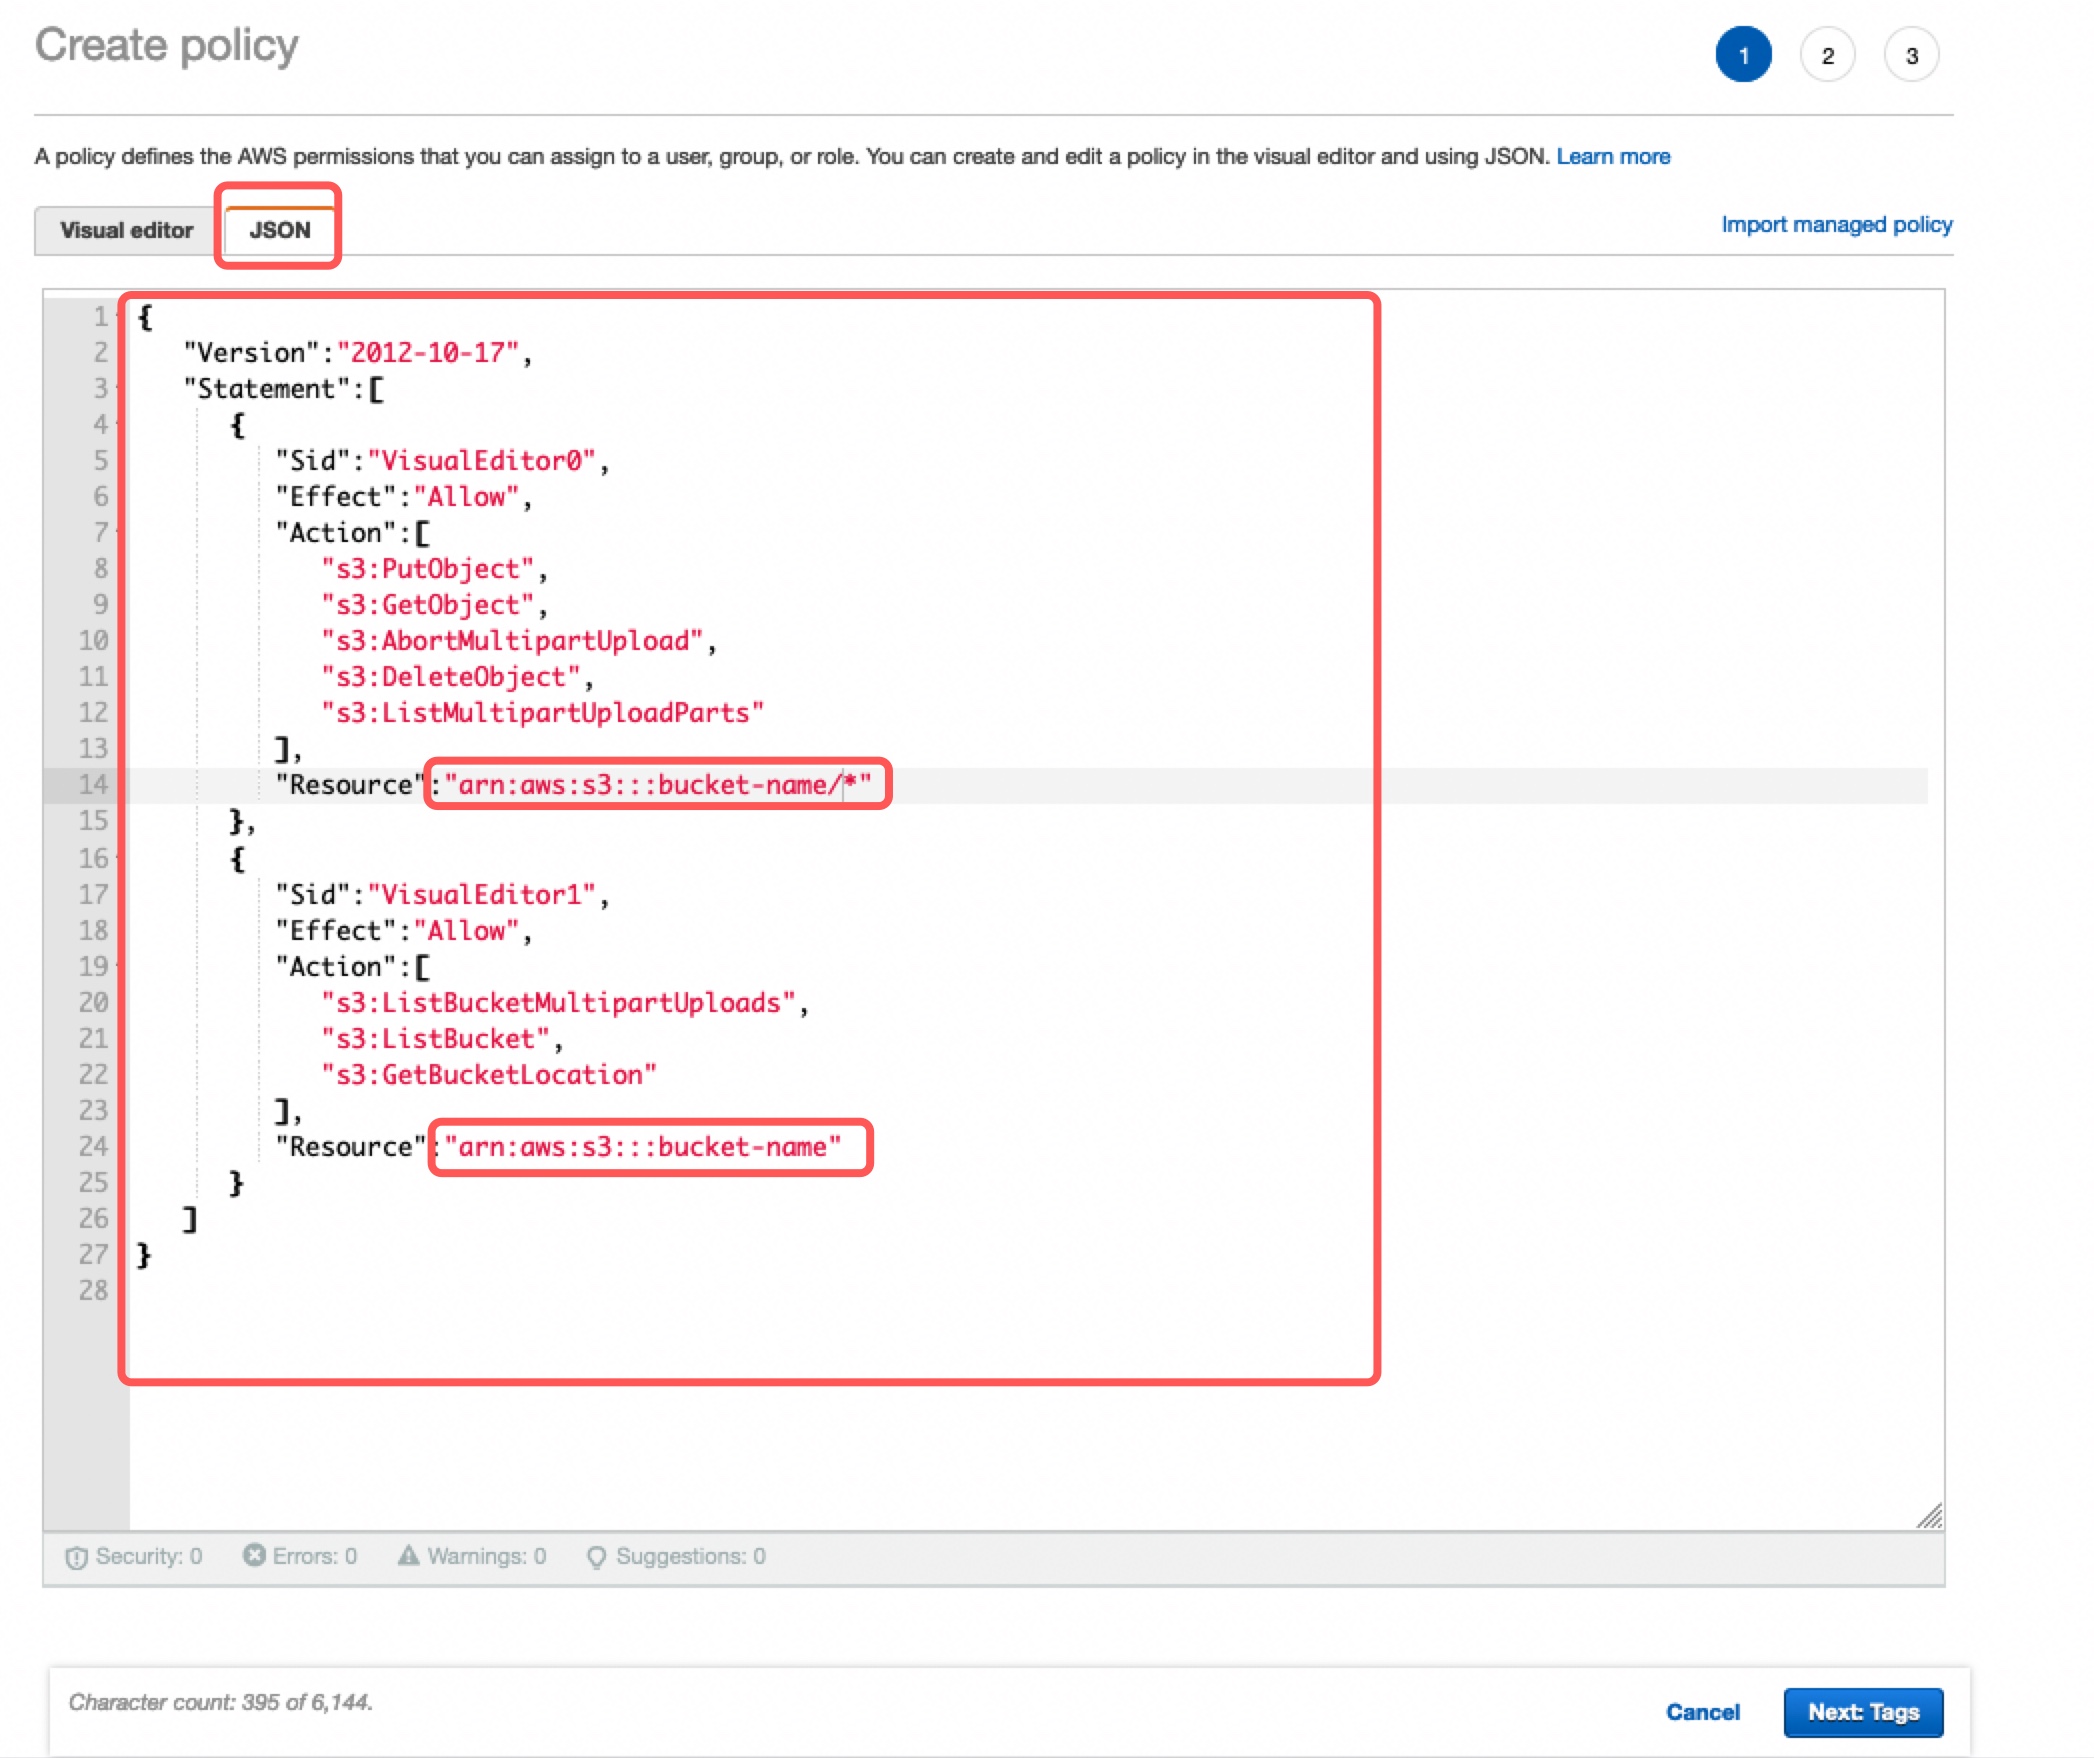 Create policy
1 2 3
A policy defines the AWS permissions that you can assign to a user, group, or role. You can create and edit a policy in the visual editor and using JSON. Learn more
Visual editor JSON Import managed policy
1 {
2 "Version":"2012-10-17",
3 "Statement":[
4 {
5 "Sid":"VisualEditor0",
6 "Effect":"Allow",
7 "Action":[
8 "s3:PutObject",
9 "s3:GetObject",
10 "s3:AbortMultipartUpload",
11 "s3:DeleteObject",
12 "s3:ListMultipartUploadParts"
13 ],
14 "Resource":"arn:aws:s3:::bucket-name/*"
15 },
16 {
17 "Sid":"VisualEditor1",
18 "Effect":"Allow",
19 "Action":[
20 "s3:ListBucketMultipartUploads",
21 "s3:ListBucket",
22 "s3:GetBucketLocation"
23 ],
24 "Resource":"arn:aws:s3:::bucket-name"
25 }
26 ]
27 }
28
Security: 0 Errors: 0 Warnings: 0 Suggestions: 0
Character count: 395 of 6,144.
Cancel Next: Tags